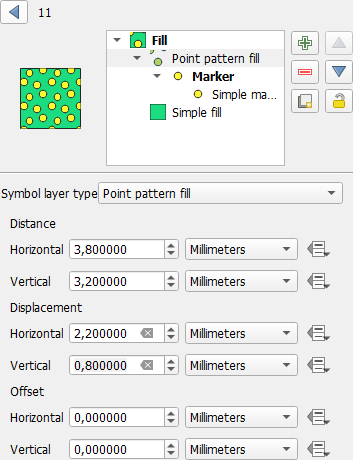 11
Fill
Point pattern fill
Marker
Simple ma...
Simple fill
Symbol layer type Point pattern fill
Distance
Horizontal 3,800000 Millimeters
Vertical 3,200000 Millimeters
Displacement
Horizontal 2,200000 Millimeters
Vertical 0,800000 Millimeters
Offset
Horizontal 0,000000 Millimeters
Vertical 0,000000 Millimeters